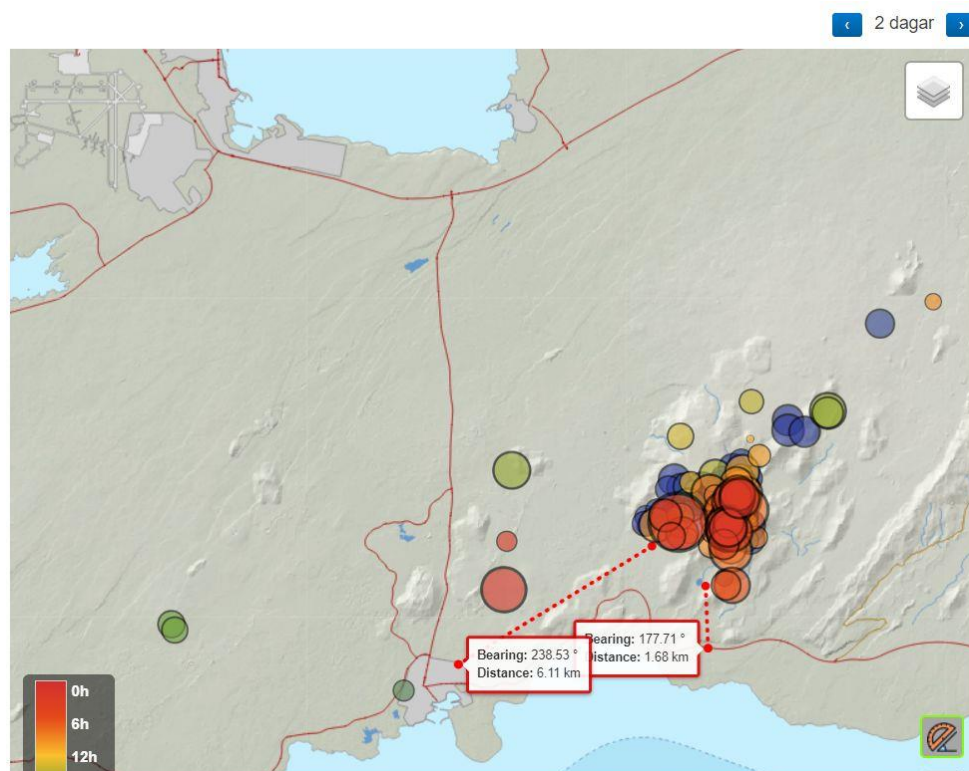 ‹ 2 dagar ›
Bearing: 177.71 °
Distance: 1.68 km
Bearing: 238.53 °
Distance: 6.11 km
0h
6h
12h